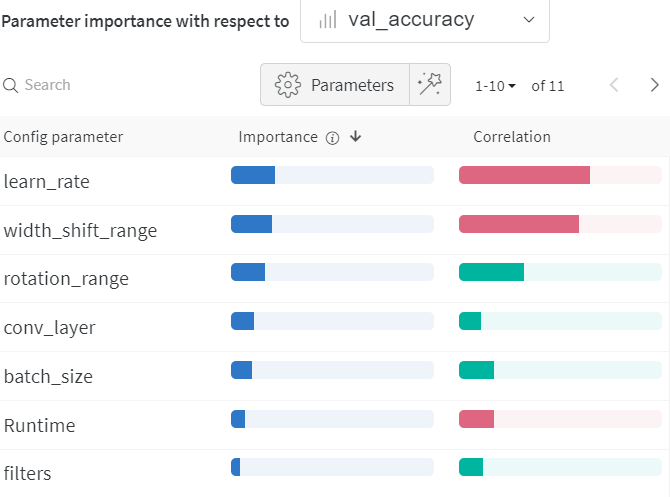 Parameter importance with respect to val_accuracy
Search Parameters 1-10 of 11
Config parameter Importance Correlation
learn_rate
width_shift_range
rotation_range
conv_layer
batch_size
Runtime
filters